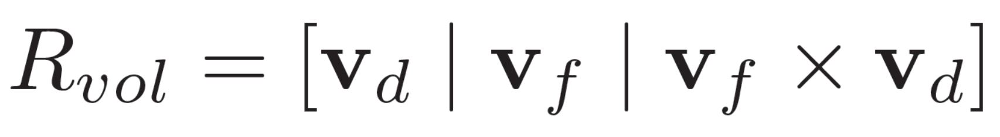 R_{vol} = [\mathbf{v}_d \mid \mathbf{v}_f \mid \mathbf{v}_f \times \mathbf{v}_d]